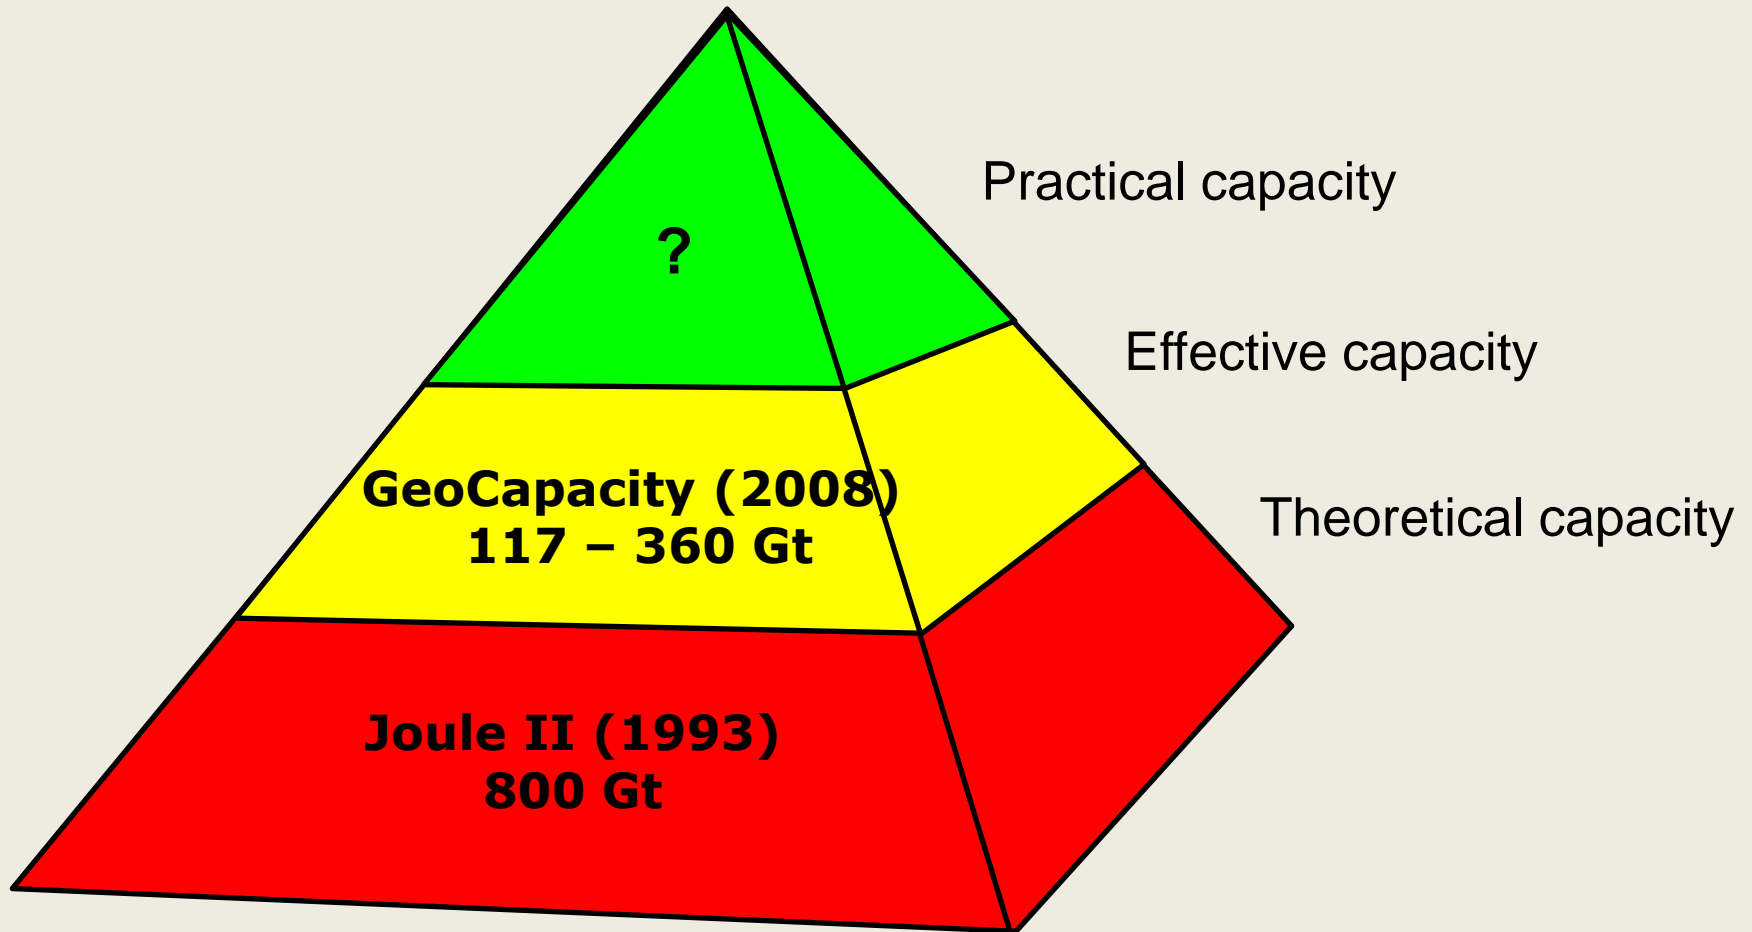 Practical capacity
?
Effective capacity
GeoCapacity (2008)
117 – 360 Gt
Theoretical capacity
Joule II (1993)
800 Gt